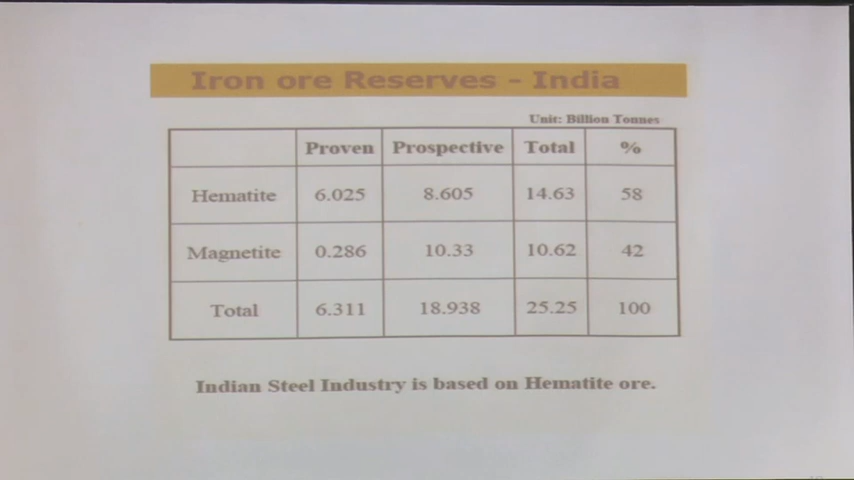 Iron ore Reserves - India
Unit: Billion Tonnes
Proven Prospective Total %
Hematite 6.025 8.605 14.63 58
Magnetite 0.286 10.33 10.62 42
Total 6.311 18.938 25.25 100
Indian Steel Industry is based on Hematite ore.